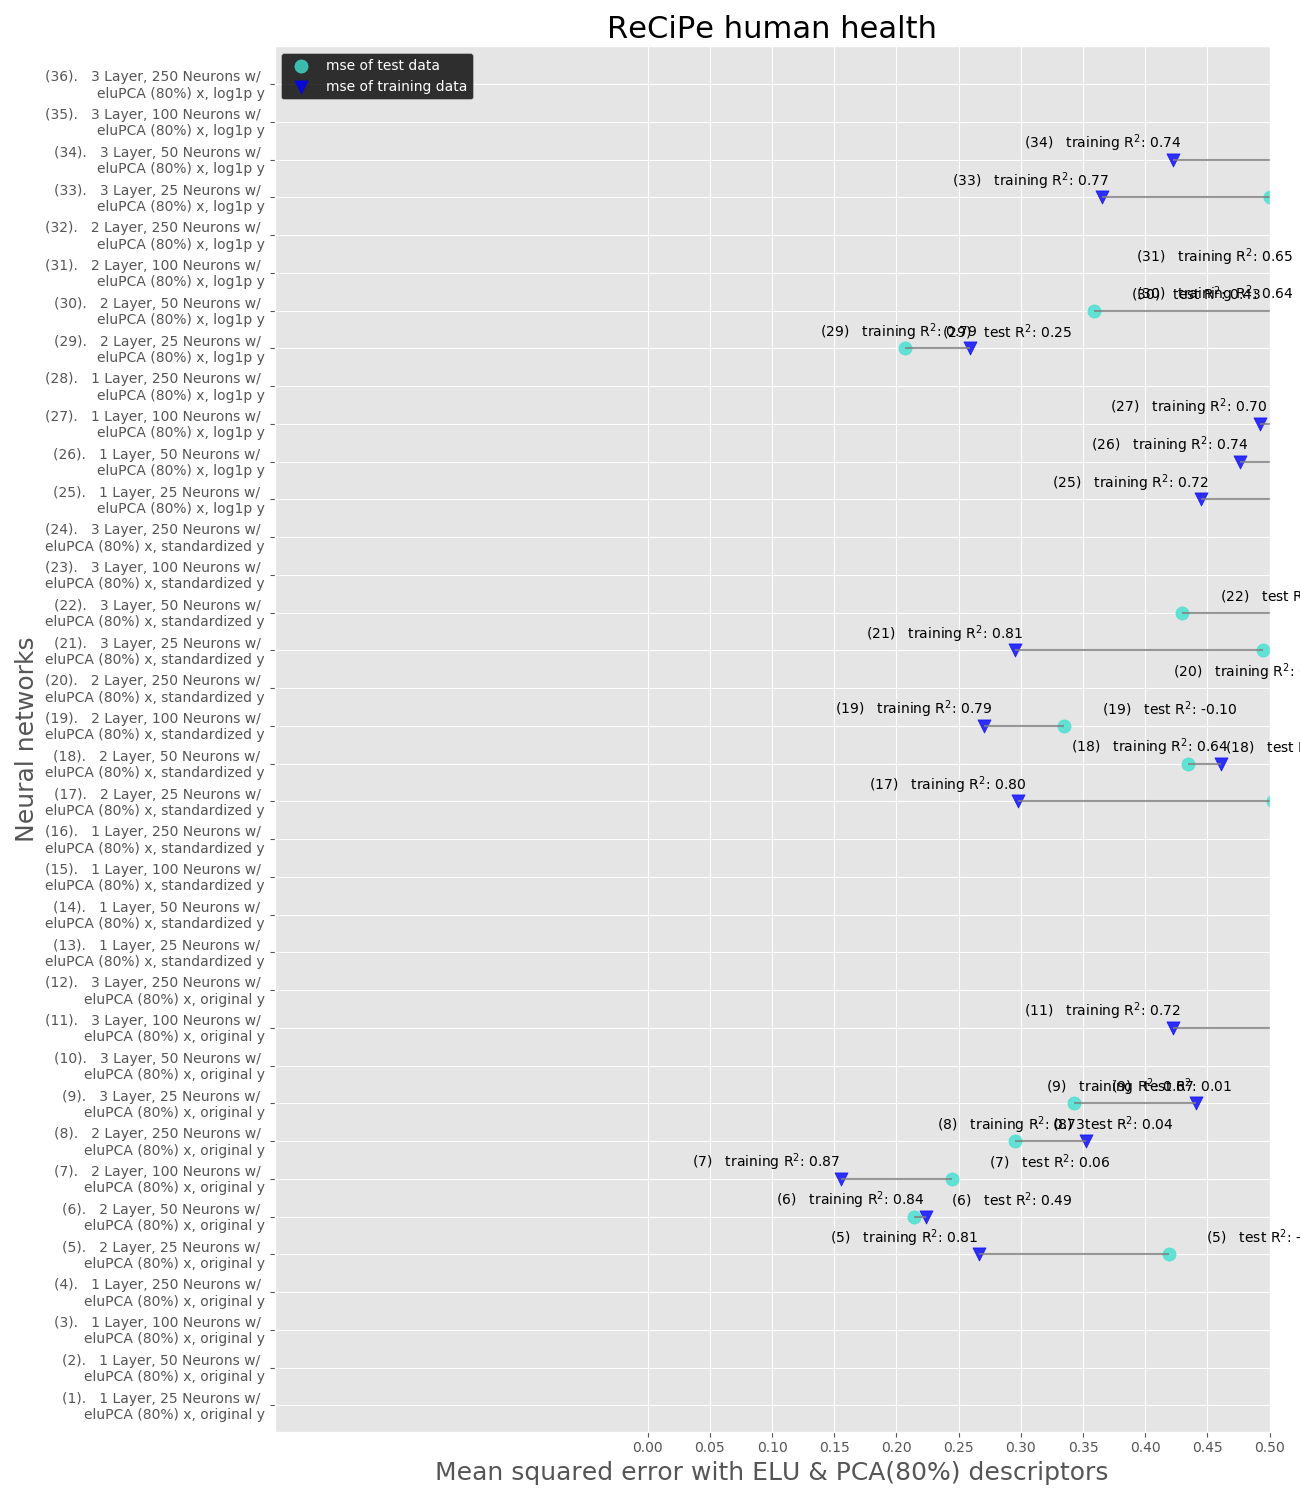 ReCiPe human health
mse of test data
mse of training data
(36).   3 Layer, 250 Neurons w/
eluPCA (80%) x, log1p y
(35).   3 Layer, 100 Neurons w/
eluPCA (80%) x, log1p y
(34).   3 Layer, 50 Neurons w/
eluPCA (80%) x, log1p y
(34)   training R²: 0.74
(33).   3 Layer, 25 Neurons w/
eluPCA (80%) x, log1p y
(33)   training R²: 0.77
(32).   2 Layer, 250 Neurons w/
eluPCA (80%) x, log1p y
(31).   2 Layer, 100 Neurons w/
eluPCA (80%) x, log1p y
(31)   training R²: 0.65
(30).   2 Layer, 50 Neurons w/
eluPCA (80%) x, log1p y
(30)   training R²: 0.64
(30)   test R²: 0.43
(29).   2 Layer, 25 Neurons w/
eluPCA (80%) x, log1p y
(29)   training R²: 0.79
(29)   test R²: 0.25
(28).   1 Layer, 250 Neurons w/
eluPCA (80%) x, log1p y
(27).   1 Layer, 100 Neurons w/
eluPCA (80%) x, log1p y
(27)   training R²: 0.70
(26).   1 Layer, 50 Neurons w/
eluPCA (80%) x, log1p y
(26)   training R²: 0.74
(25).   1 Layer, 25 Neurons w/
eluPCA (80%) x, log1p y
(25)   training R²: 0.72
(24).   3 Layer, 250 Neurons w/
eluPCA (80%) x, standardized y
(23).   3 Layer, 100 Neurons w/
eluPCA (80%) x, standardized y
(22).   3 Layer, 50 Neurons w/
eluPCA (80%) x, standardized y
(22)   test R
(21).   3 Layer, 25 Neurons w/
eluPCA (80%) x, standardized y
(21)   training R²: 0.81
(20).   2 Layer, 250 Neurons w/
eluPCA (80%) x, standardized y
(20)   training R²:
(19).   2 Layer, 100 Neurons w/
eluPCA (80%) x, standardized y
(19)   training R²: 0.79
(19)   test R²: -0.10
(18).   2 Layer, 50 Neurons w/
eluPCA (80%) x, standardized y
(18)   training R²: 0.64
(18)   test
(17).   2 Layer, 25 Neurons w/
eluPCA (80%) x, standardized y
(17)   training R²: 0.80
(16).   1 Layer, 250 Neurons w/
eluPCA (80%) x, standardized y
(15).   1 Layer, 100 Neurons w/
eluPCA (80%) x, standardized y
(14).   1 Layer, 50 Neurons w/
eluPCA (80%) x, standardized y
(13).   1 Layer, 25 Neurons w/
eluPCA (80%) x, standardized y
(12).   3 Layer, 250 Neurons w/
eluPCA (80%) x, original y
(11).   3 Layer, 100 Neurons w/
eluPCA (80%) x, original y
(11)   training R²: 0.72
(10).   3 Layer, 50 Neurons w/
eluPCA (80%) x, original y
(9).   3 Layer, 25 Neurons w/
eluPCA (80%) x, original y
(9)   training R²: 0.67
(9)   test R²: 0.01
(8).   2 Layer, 250 Neurons w/
eluPCA (80%) x, original y
(8)   training R²: 0.73
(8)   test R²: 0.04
(7).   2 Layer, 100 Neurons w/
eluPCA (80%) x, original y
(7)   training R²: 0.87
(7)   test R²: 0.06
(6).   2 Layer, 50 Neurons w/
eluPCA (80%) x, original y
(6)   training R²: 0.84
(6)   test R²: 0.49
(5).   2 Layer, 25 Neurons w/
eluPCA (80%) x, original y
(5)   training R²: 0.81
(5)   test R²: -
(4).   1 Layer, 250 Neurons w/
eluPCA (80%) x, original y
(3).   1 Layer, 100 Neurons w/
eluPCA (80%) x, original y
(2).   1 Layer, 50 Neurons w/
eluPCA (80%) x, original y
(1).   1 Layer, 25 Neurons w/
eluPCA (80%) x, original y
Neural networks
0.00 0.05 0.10 0.15 0.20 0.25 0.30 0.35 0.40 0.45 0.50
Mean squared error with ELU & PCA(80%) descriptors